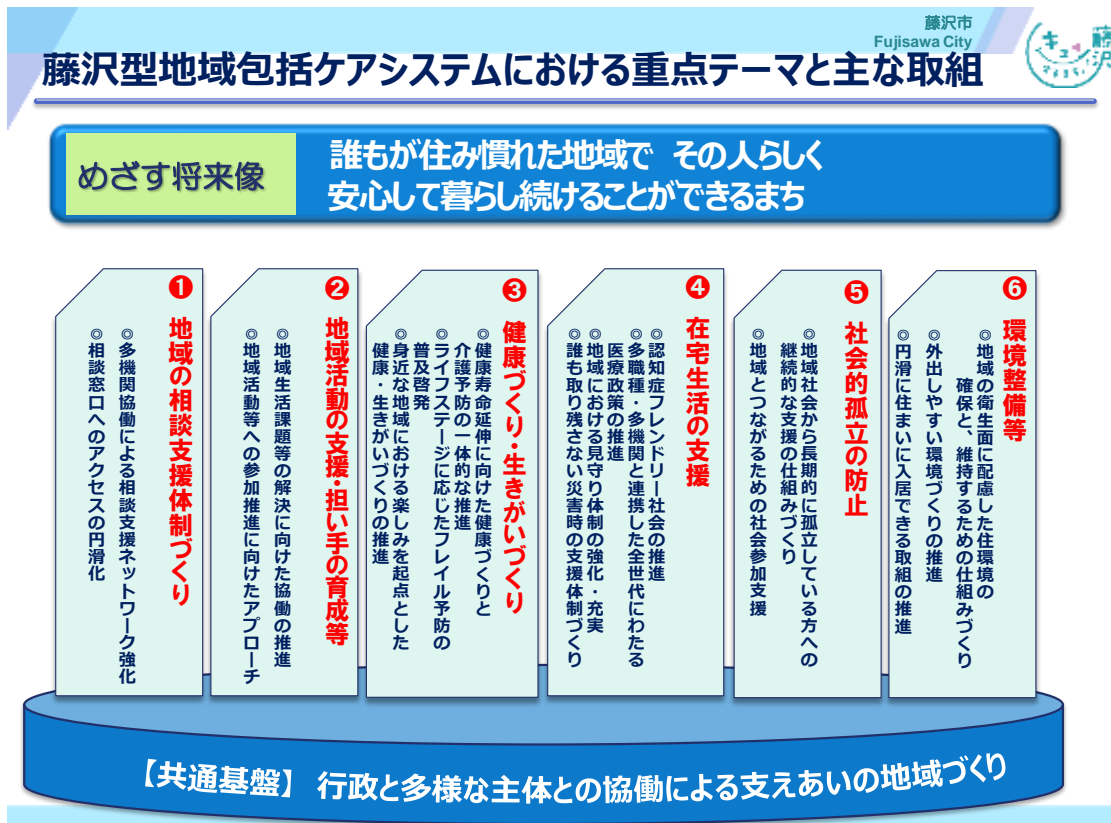 藤沢市
Fujisawa City
藤沢型地域包括ケアシステムにおける重点テーマと主な取組
キュンとするまち。
藤沢
めざす将来像
誰もが住み慣れた地域で その人らしく
安心して暮らし続けることができるまち
❶ 地域の相談支援体制づくり
◎多機関協働による相談支援ネットワーク強化
◎相談窓口へのアクセスの円滑化
❷ 地域活動の支援・担い手の育成等
◎地域生活課題等の解決に向けた協働の推進
◎地域活動等への参加推進に向けたアプローチ
❸ 健康づくり・生きがいづくり
◎健康寿命延伸に向けた健康づくりと
介護予防の一体的な推進
◎ライフステージに応じたフレイル予防の
普及啓発
◎身近な地域における楽しみを起点とした
健康・生きがいづくりの推進
❹ 在宅生活の支援
◎認知症フレンドリー社会の推進
◎多職種・多機関と連携した全世代にわたる
医療政策の推進
◎地域における見守り体制の強化・充実
◎誰も取り残さない災害時の支援体制づくり
❺ 社会的孤立の防止
◎地域社会から長期的に孤立している方への
継続的な支援の仕組みづくり
◎地域とつながるための社会参加支援
❻ 環境整備等
◎地域の衛生面に配慮した住環境の
確保と、維持するための仕組みづくり
◎外出しやすい環境づくりの推進
◎円滑に住まいに入居できる取組の推進
【共通基盤】 行政と多様な主体との協働による支えあいの地域づくり